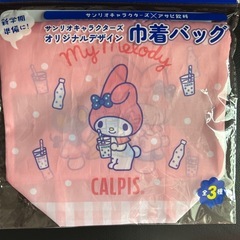 サンリオキャラクターズ×アサヒ飲料
新学期
準備に!
サンリオキャラクターズ
オリジナルデザイン
巾着バッグ
My Melody
CALPIS
全3種